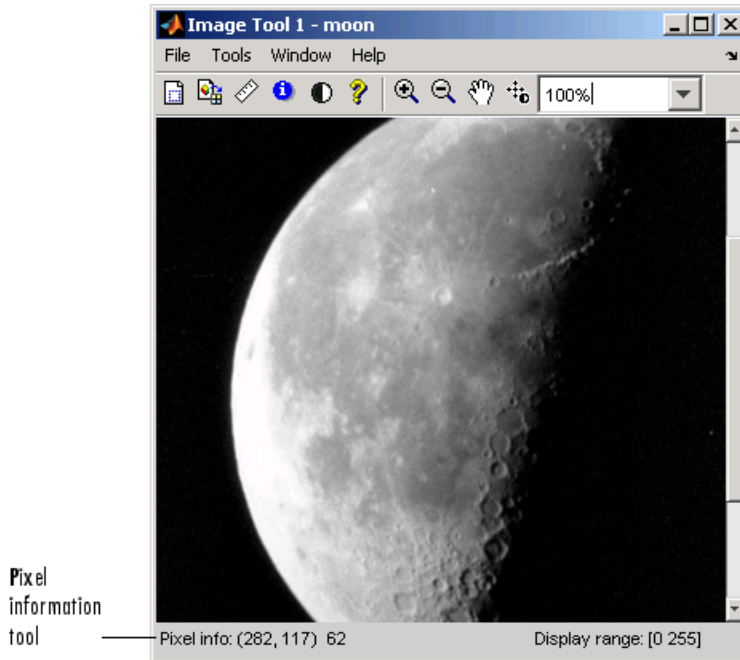 Image Tool 1 - moon
File Tools Window Help
100%
Pixel
information
tool
Pixel info: (282, 117) 62
Display range: [0 255]